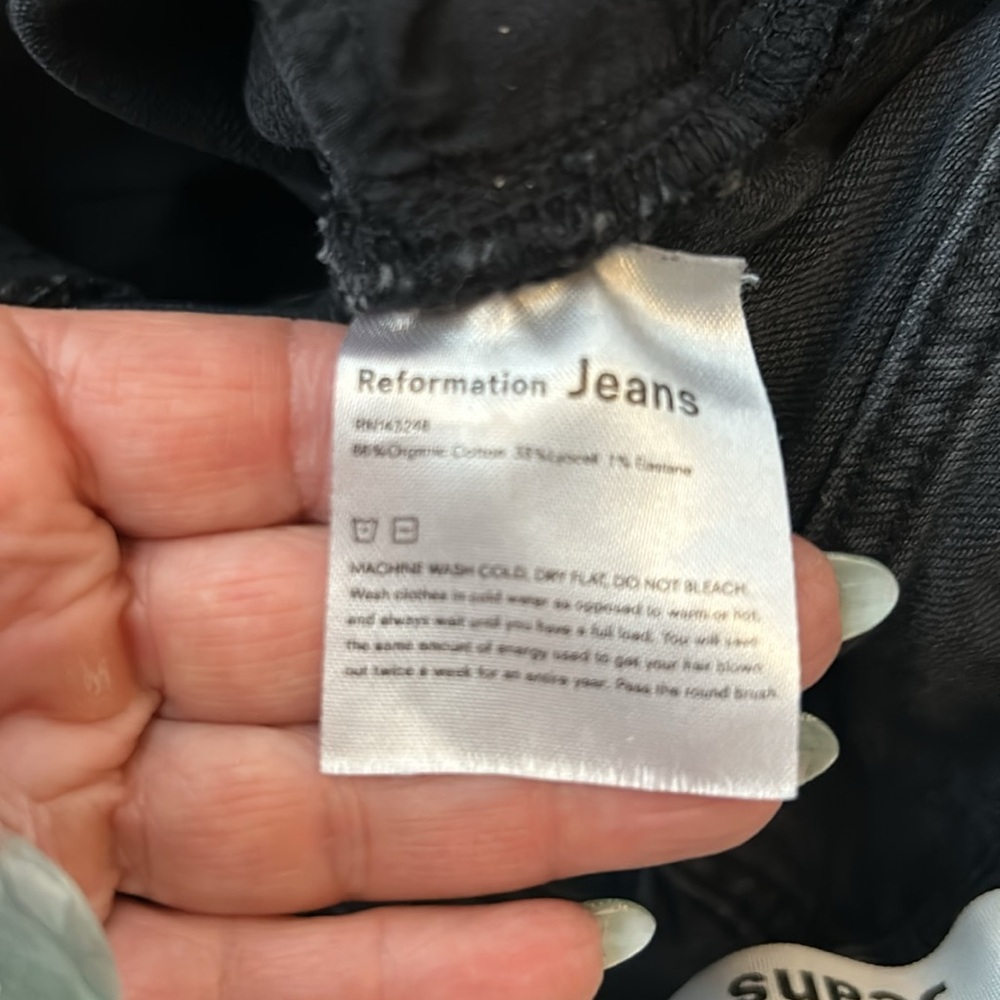 Reformation Jeans
66% Organic Cotton 33% Lyocell 1% Elastane
MACHINE WASH COLD, DRY FLAT, DO NOT BLEACH.
Wash clothes in cold water as opposed to warm or hot,
and always wait until you have a full load. You will save
the same amount of energy used to get your hair blown
out twice a week for an entire year. Pass the round brush.